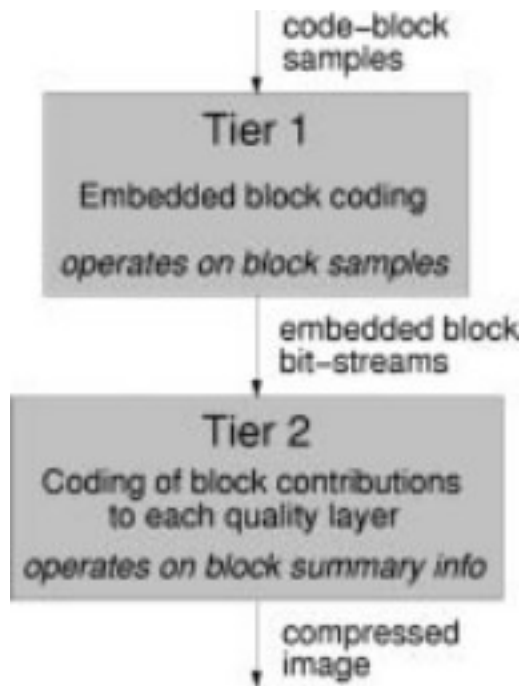 code-block
samples
Tier 1
Embedded block coding
operates on block samples
embedded block
bit-streams
Tier 2
Coding of block contributions
to each quality layer
operates on block summary info
compressed
image